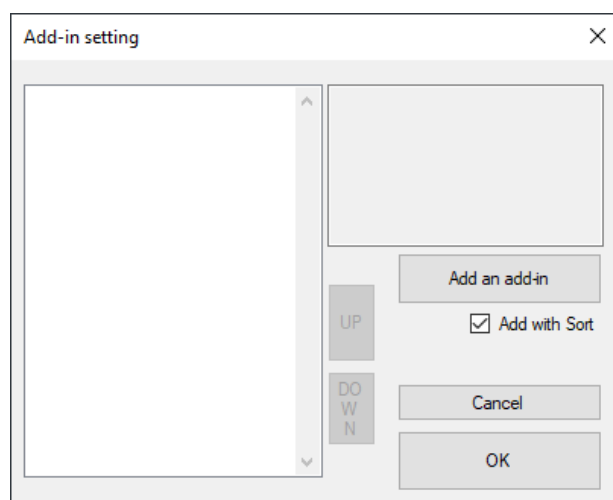 Add-in setting
Add an add-in
UP
Add with Sort
DO
W
N
Cancel
OK